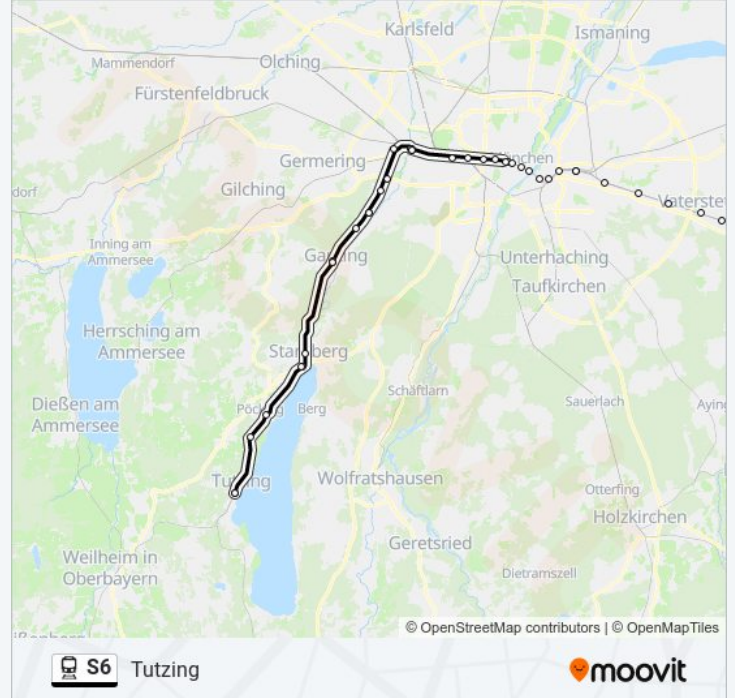 Karlsfeld
Ismaning
Mammendorf
Olching
Fürstenfeldbruck
Germering
München
Gilching
dorf
Vaterstet
Inning am
Ammersee
Gauting
Unterhaching
Taufkirchen
Herrsching am
Ammersee
Starnberg
Schäftlarn
Dießen am
Ammersee
Pöcking
Berg
Sauerlach
Aying
Tutzing
Wolfratshausen
Otterfing
Holzkirchen
Geretsried
Weilheim in
Oberbayern
Dietramszell
© OpenStreetMap contributors | © OpenMapTiles
S6 Tutzing
moovit